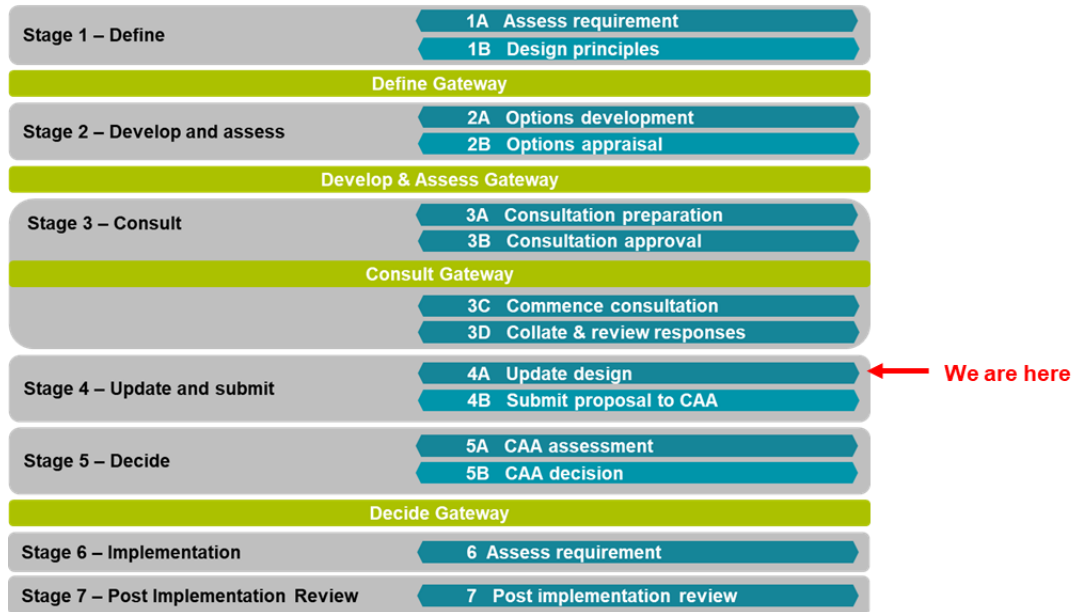 Stage 1 – Define
1A Assess requirement
1B Design principles
Define Gateway
Stage 2 – Develop and assess
2A Options development
2B Options appraisal
Develop & Assess Gateway
Stage 3 – Consult
3A Consultation preparation
3B Consultation approval
Consult Gateway
3C Commence consultation
3D Collate & review responses
Stage 4 – Update and submit
4A Update design
We are here
4B Submit proposal to CAA
Stage 5 – Decide
5A CAA assessment
5B CAA decision
Decide Gateway
Stage 6 – Implementation
6 Assess requirement
Stage 7 – Post Implementation Review
7 Post implementation review